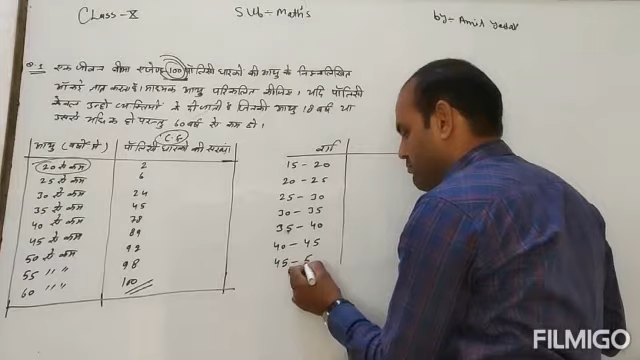 CLass-X
Sub:- Maths
by:- Amit Yadav
Q.1 एक जीवन बीमा एजेण्ट 100 पॉलिसी धारकों की आयु के निम्नलिखित
आँकड़े ज्ञात करता है। माध्यक आयु परिकलित कीजिए। यदि पॉलिसी
केवल उन्हीं व्यक्तियों को दी जाती है जिनकी आयु 18 वर्ष या
उससे अधिक हो परन्तु 60 वर्ष से कम हो।
(C.f)
आयु (वर्षों में) पॉलिसी धारकों की संख्या
20 से कम 2
25 से कम 6
30 से कम 24
35 से कम 45
40 से कम 78
45 से कम 89
50 से कम 92
55 " " 98
60 " " 100
वर्ग
15 - 20
20 - 25
25 - 30
30 - 35
35 - 40
40 - 45
45 - 5
FILMIGO